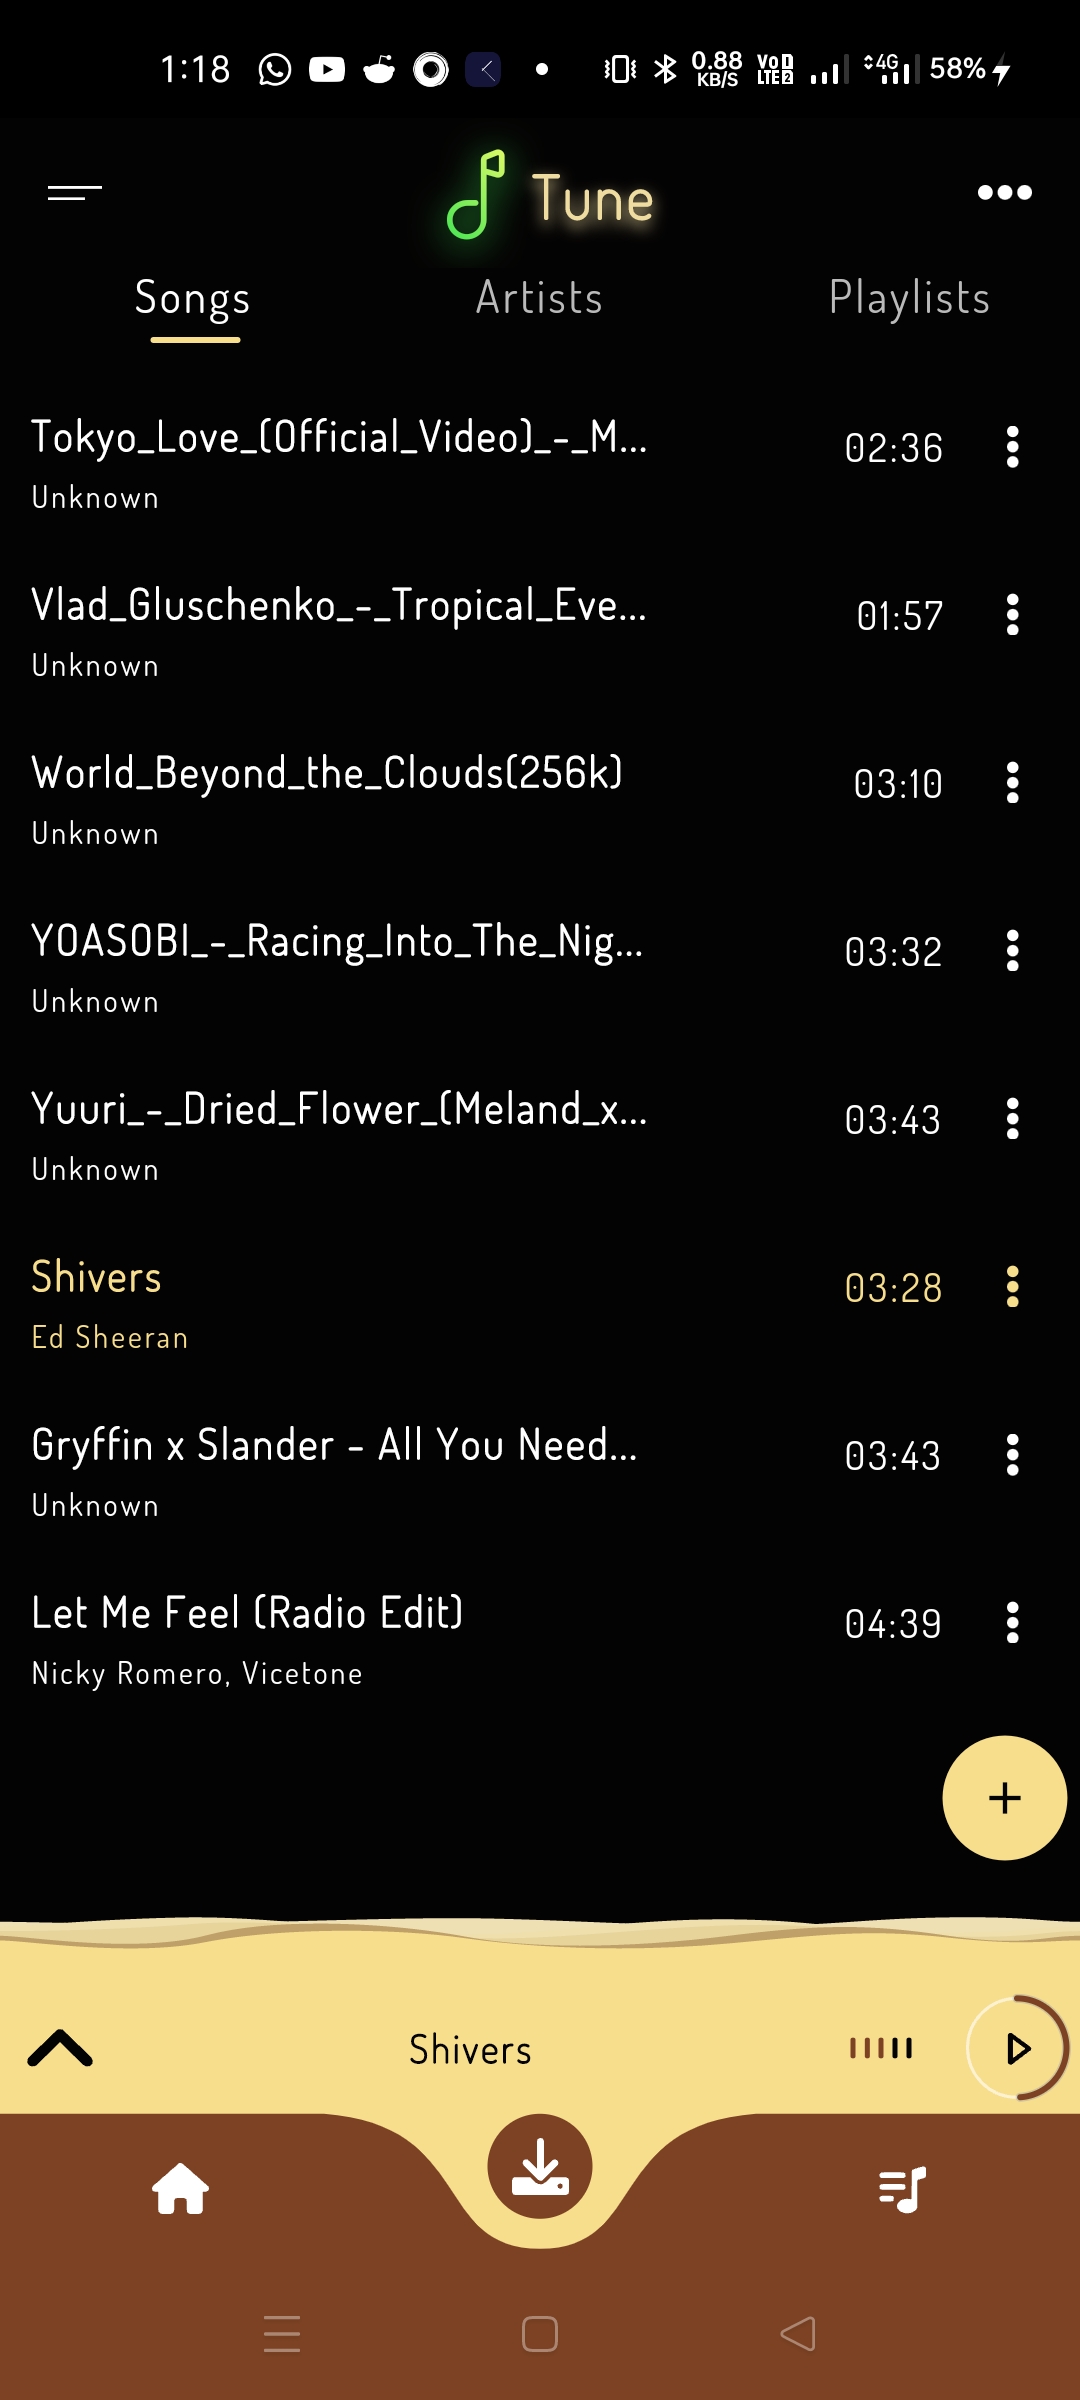 1:18 0.88 KB/S VoD LTE2 4G 58%
Tune
Songs Artists Playlists
Tokyo_Love_(Official_Video)_-_M... 02:36
Unknown
Vlad_Gluschenko_-_Tropical_Eve... 01:57
Unknown
World_Beyond_the_Clouds(256k) 03:10
Unknown
YOASOBI_-_Racing_Into_The_Nig... 03:32
Unknown
Yuuri_-_Dried_Flower_(Meland_x... 03:43
Unknown
Shivers 03:28
Ed Sheeran
Gryffin x Slander - All You Need... 03:43
Unknown
Let Me Feel (Radio Edit) 04:39
Nicky Romero, Vicetone
Shivers